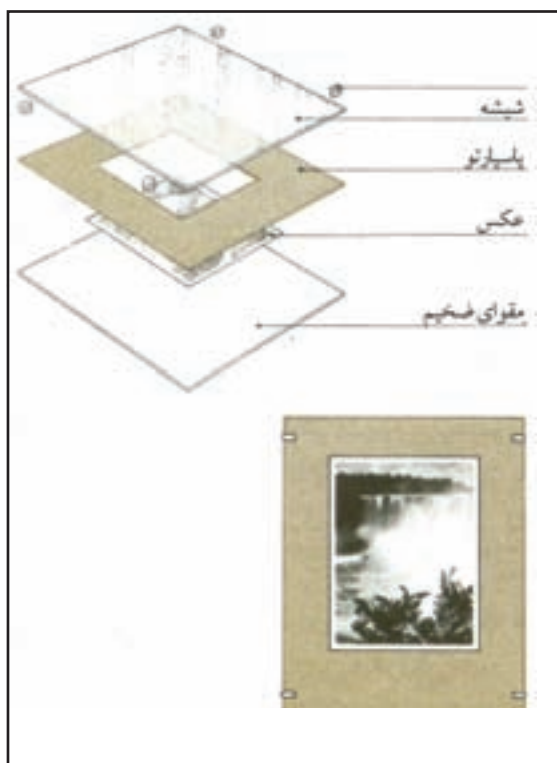 شیشه
پاسپارتو
عکس
مقوای ضخیم